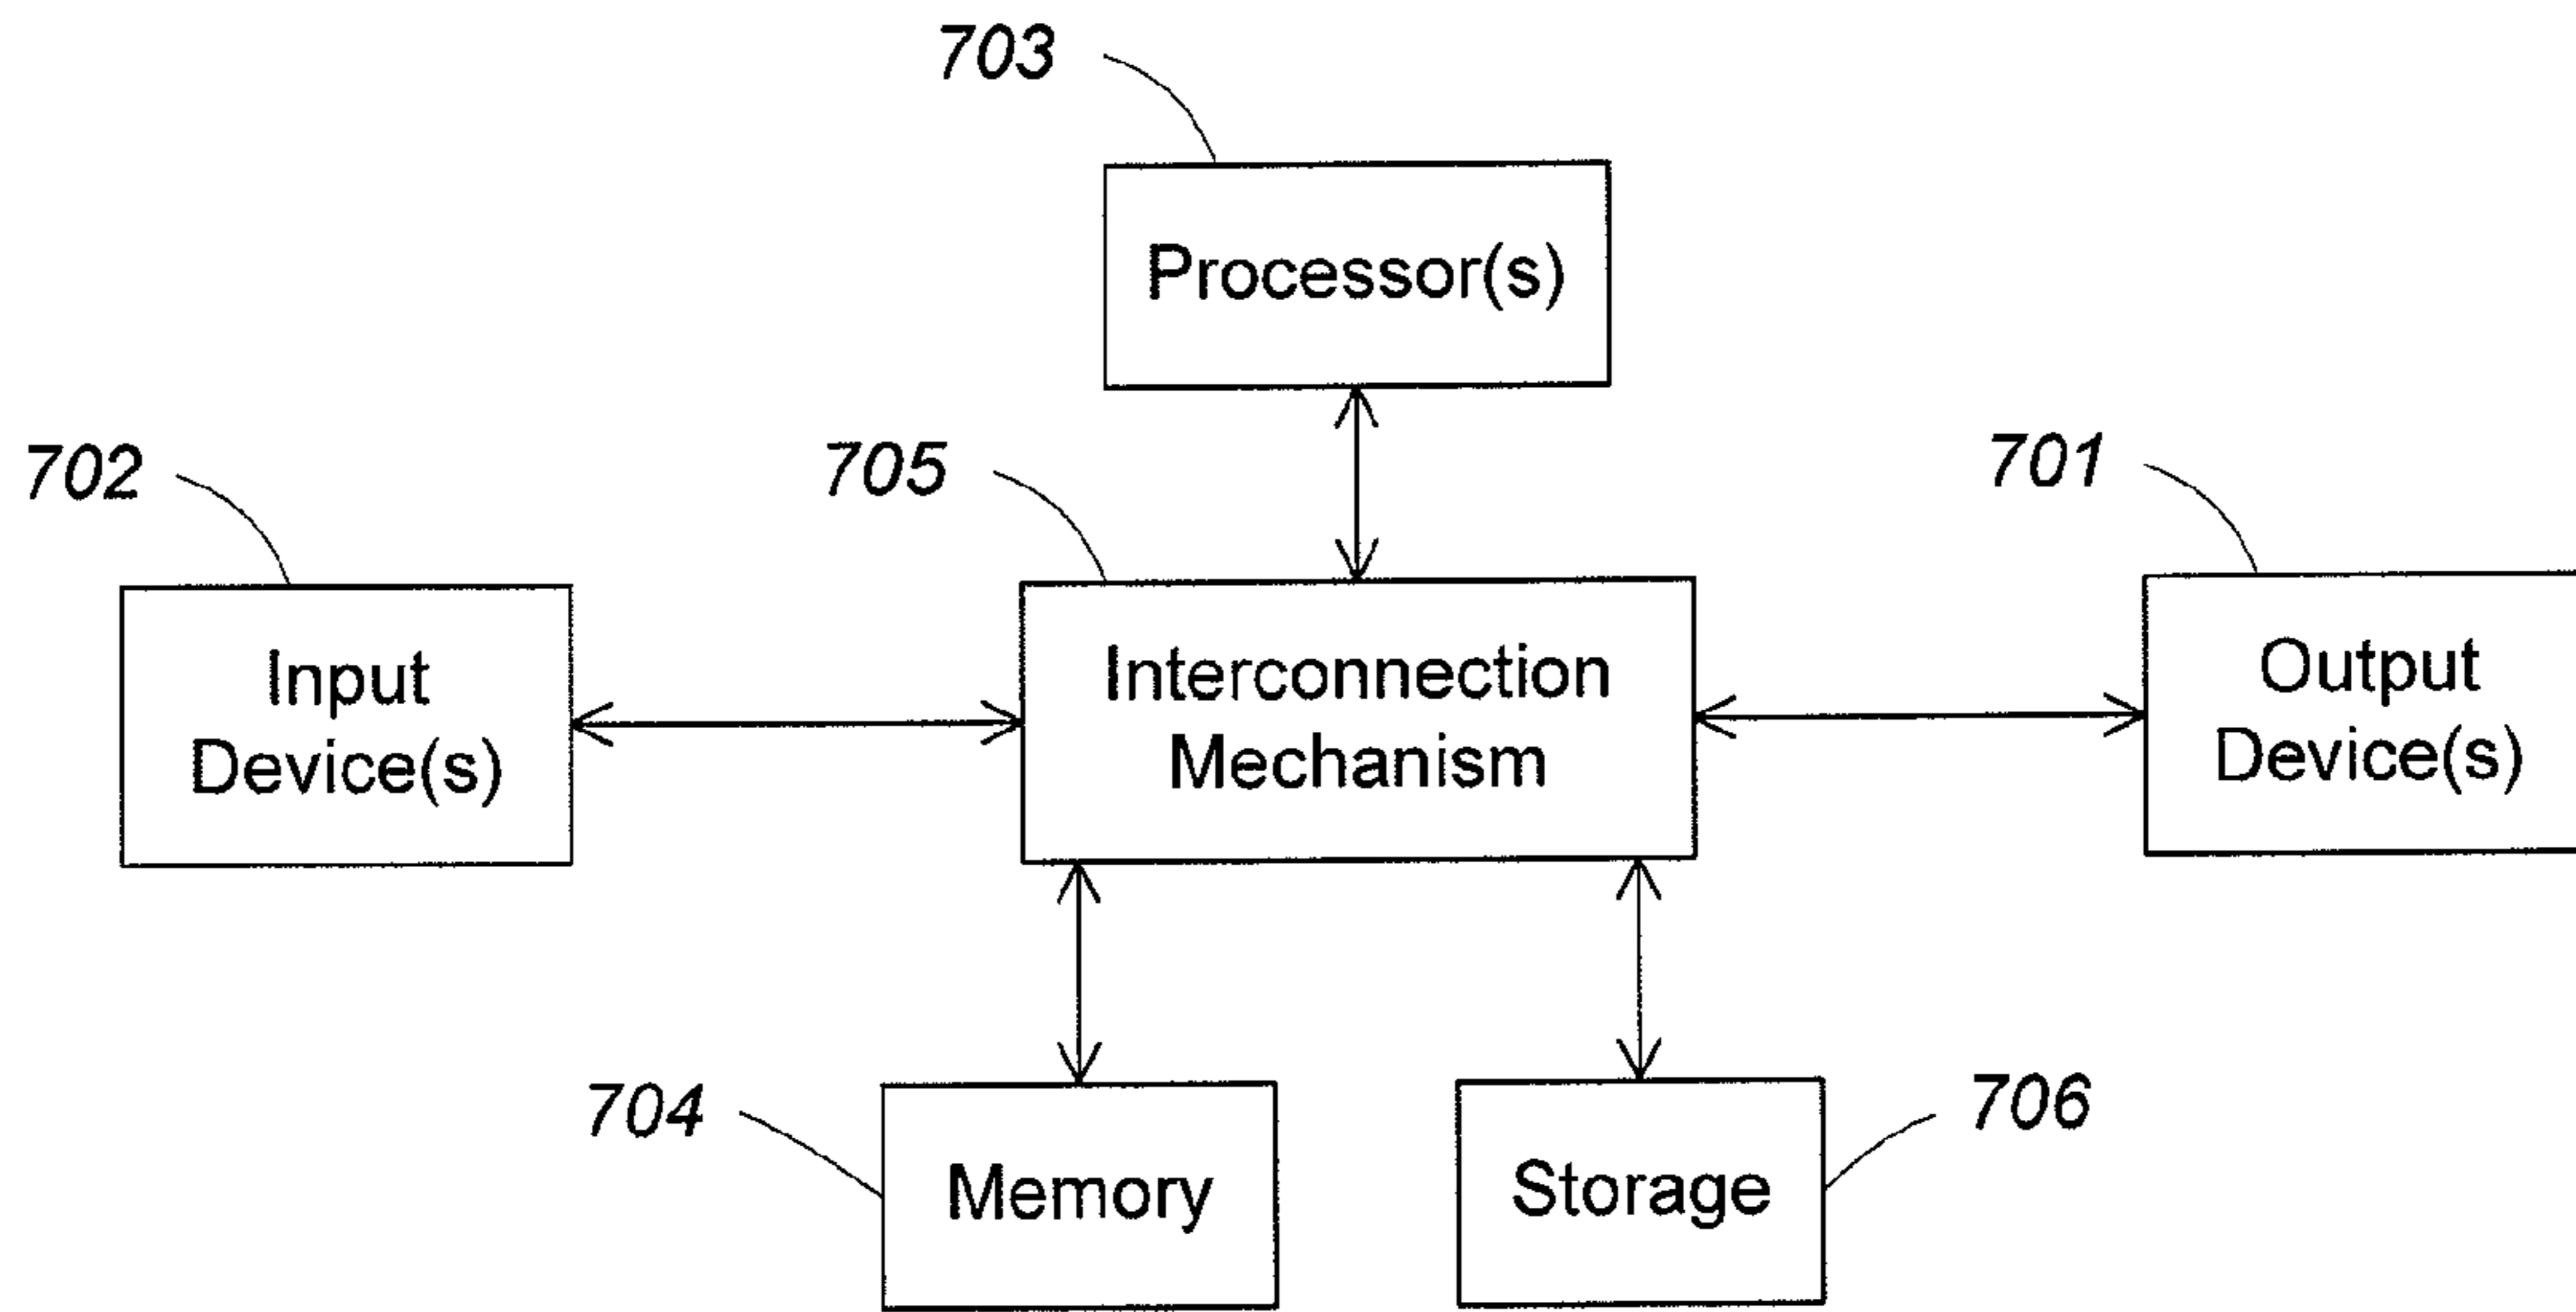 703
Processor(s)
702
705
701
Input
Device(s)
Interconnection
Mechanism
Output
Device(s)
704
Memory
Storage
706